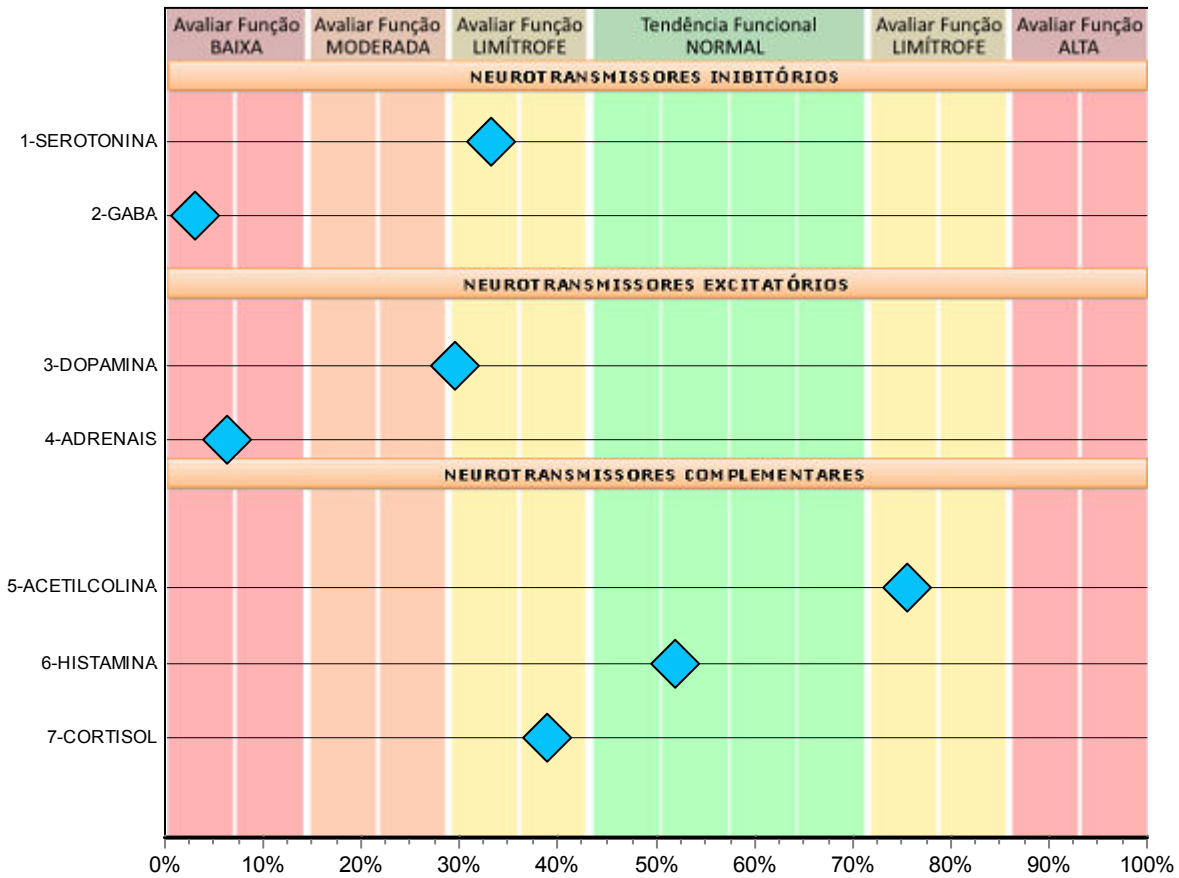 Avaliar Função Avaliar Função Avaliar Função Tendência Funcional Avaliar Função Avaliar Função
BAIXA MODERADA LIMÍTROFE NORMAL LIMÍTROFE ALTA
NEUROTRANSMISSORES INIBITÓRIOS
1-SEROTONINA
2-GABA
NEUROTRANSMISSORES EXCITATÓRIOS
3-DOPAMINA
4-ADRENAIS
NEUROTRANSMISSORES COMPLEMENTARES
5-ACETILCOLINA
6-HISTAMINA
7-CORTISOL
0% 10% 20% 30% 40% 50% 60% 70% 80% 90% 100%